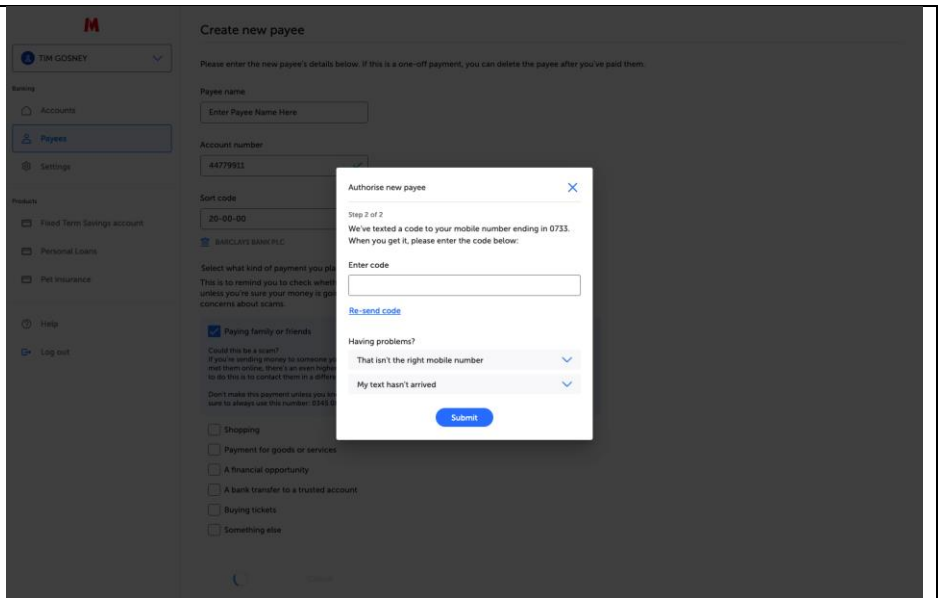 M
TIM GOSNEY
Banking
Accounts
Payees
Settings
Products
Fixed Term Savings account
Personal Loans
Pet Insurance
Help
Log out
Create new payee
Please enter the new payee's details below. If this is a one-off payment, you can delete the payee after you've paid them.
Payee name
Enter Payee Name Here
Account number
44779911
Sort code
20-00-00
BARCLAYS BANK PLC
Select what kind of payment you pla
This is to remind you to check wheth
unless you're sure your money is goi
concerns about scams.
Paying family or friends
Could this be a scam?
If you're sending money to someone yo
met them online, there's an even highe
to do this is to contact them in a differe
Don't make this payment unless you
sure to always use this number: 0345 0
Shopping
Payment for goods or services
A financial opportunity
A bank transfer to a trusted account
Buying tickets
Something else
Authorise new payee
Step 2 of 2
We've texted a code to your mobile number ending in 0733.
When you get it, please enter the code below:
Enter code
Re-send code
Having problems?
That isn't the right mobile number
My text hasn't arrived
Submit